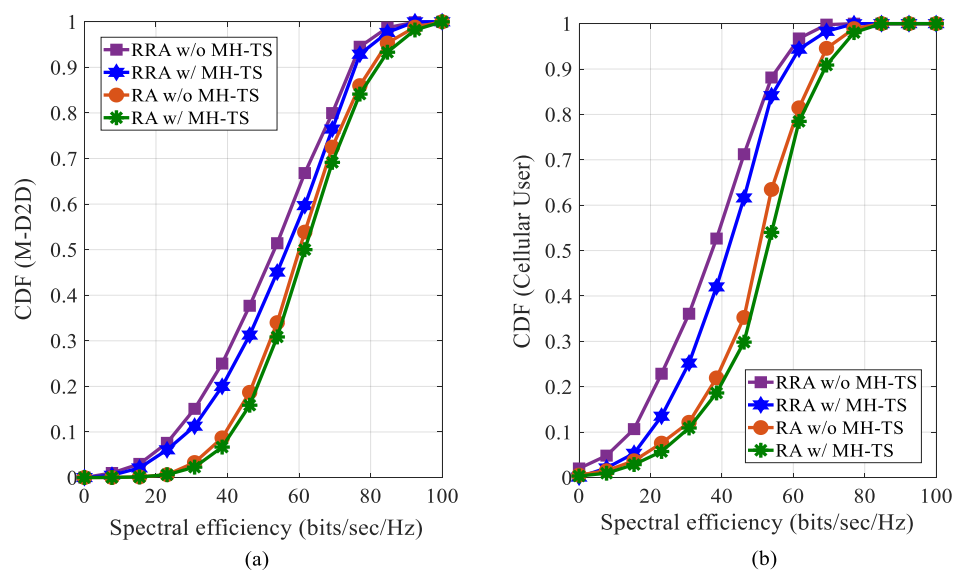 CDF (M-D2D)
1
0.9
0.8
0.7
0.6
0.5
0.4
0.3
0.2
0.1
0
RRA w/o MH-TS
RRA w/ MH-TS
RA w/o MH-TS
RA w/ MH-TS
0 20 40 60 80 100
Spectral efficiency (bits/sec/Hz)
(a)
CDF (Cellular User)
1
0.9
0.8
0.7
0.6
0.5
0.4
0.3
0.2
0.1
0
RRA w/o MH-TS
RRA w/ MH-TS
RA w/o MH-TS
RA w/ MH-TS
0 20 40 60 80 100
Spectral efficiency (bits/sec/Hz)
(b)